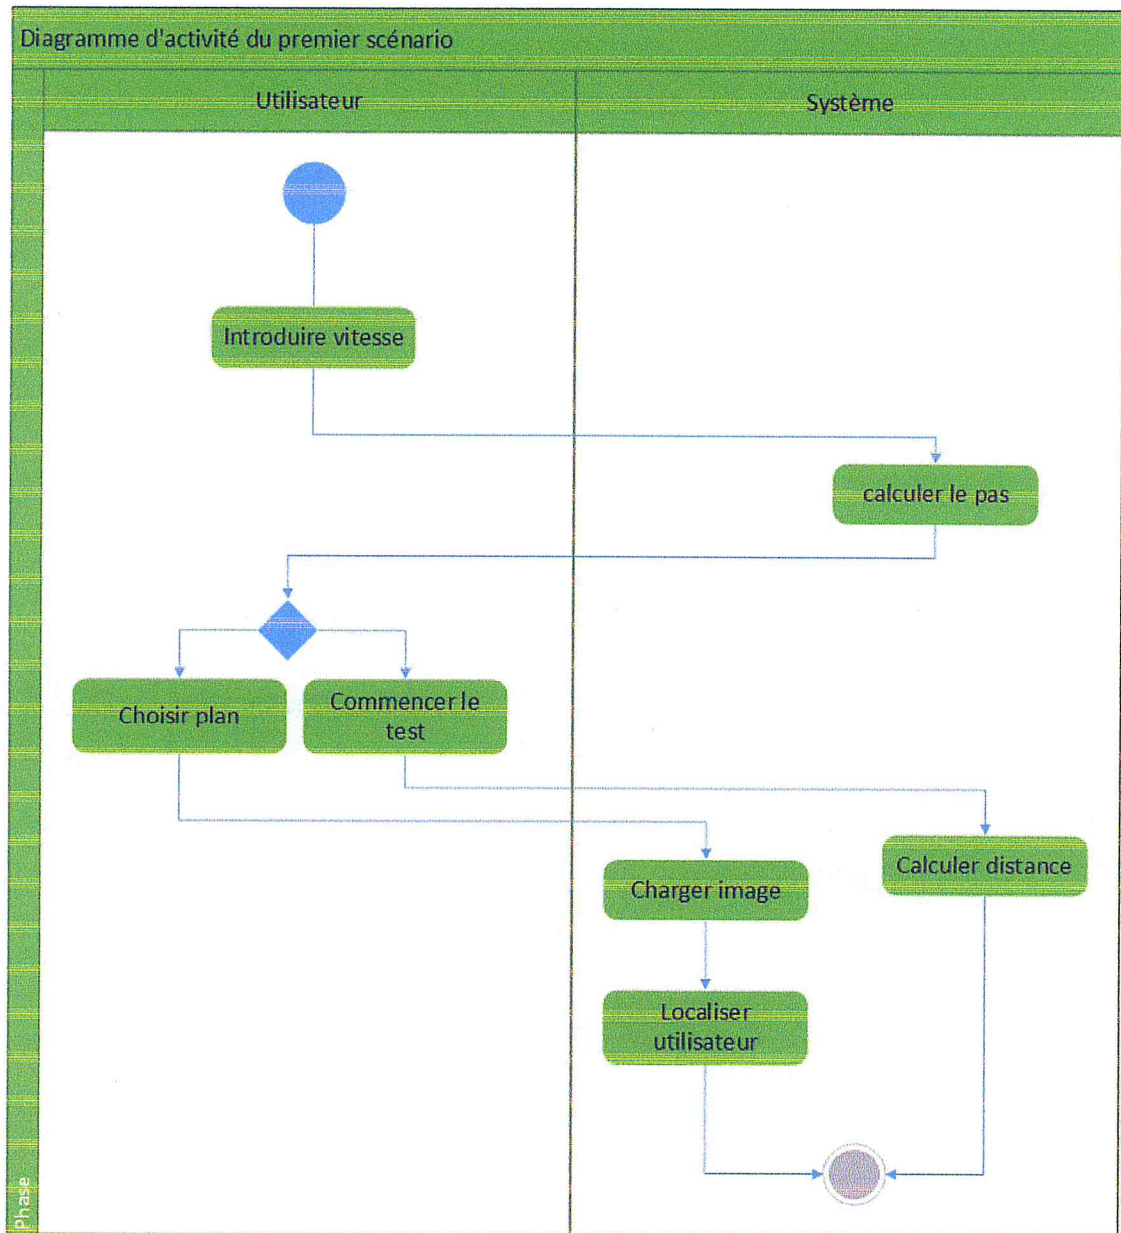 Diagramme d'activité du premier scénario
Utilisateur
Système
Introduire vitesse
calculer le pas
Choisir plan
Commencer le
test
Calculer distance
Charger image
Localiser
utilisateur
Phase